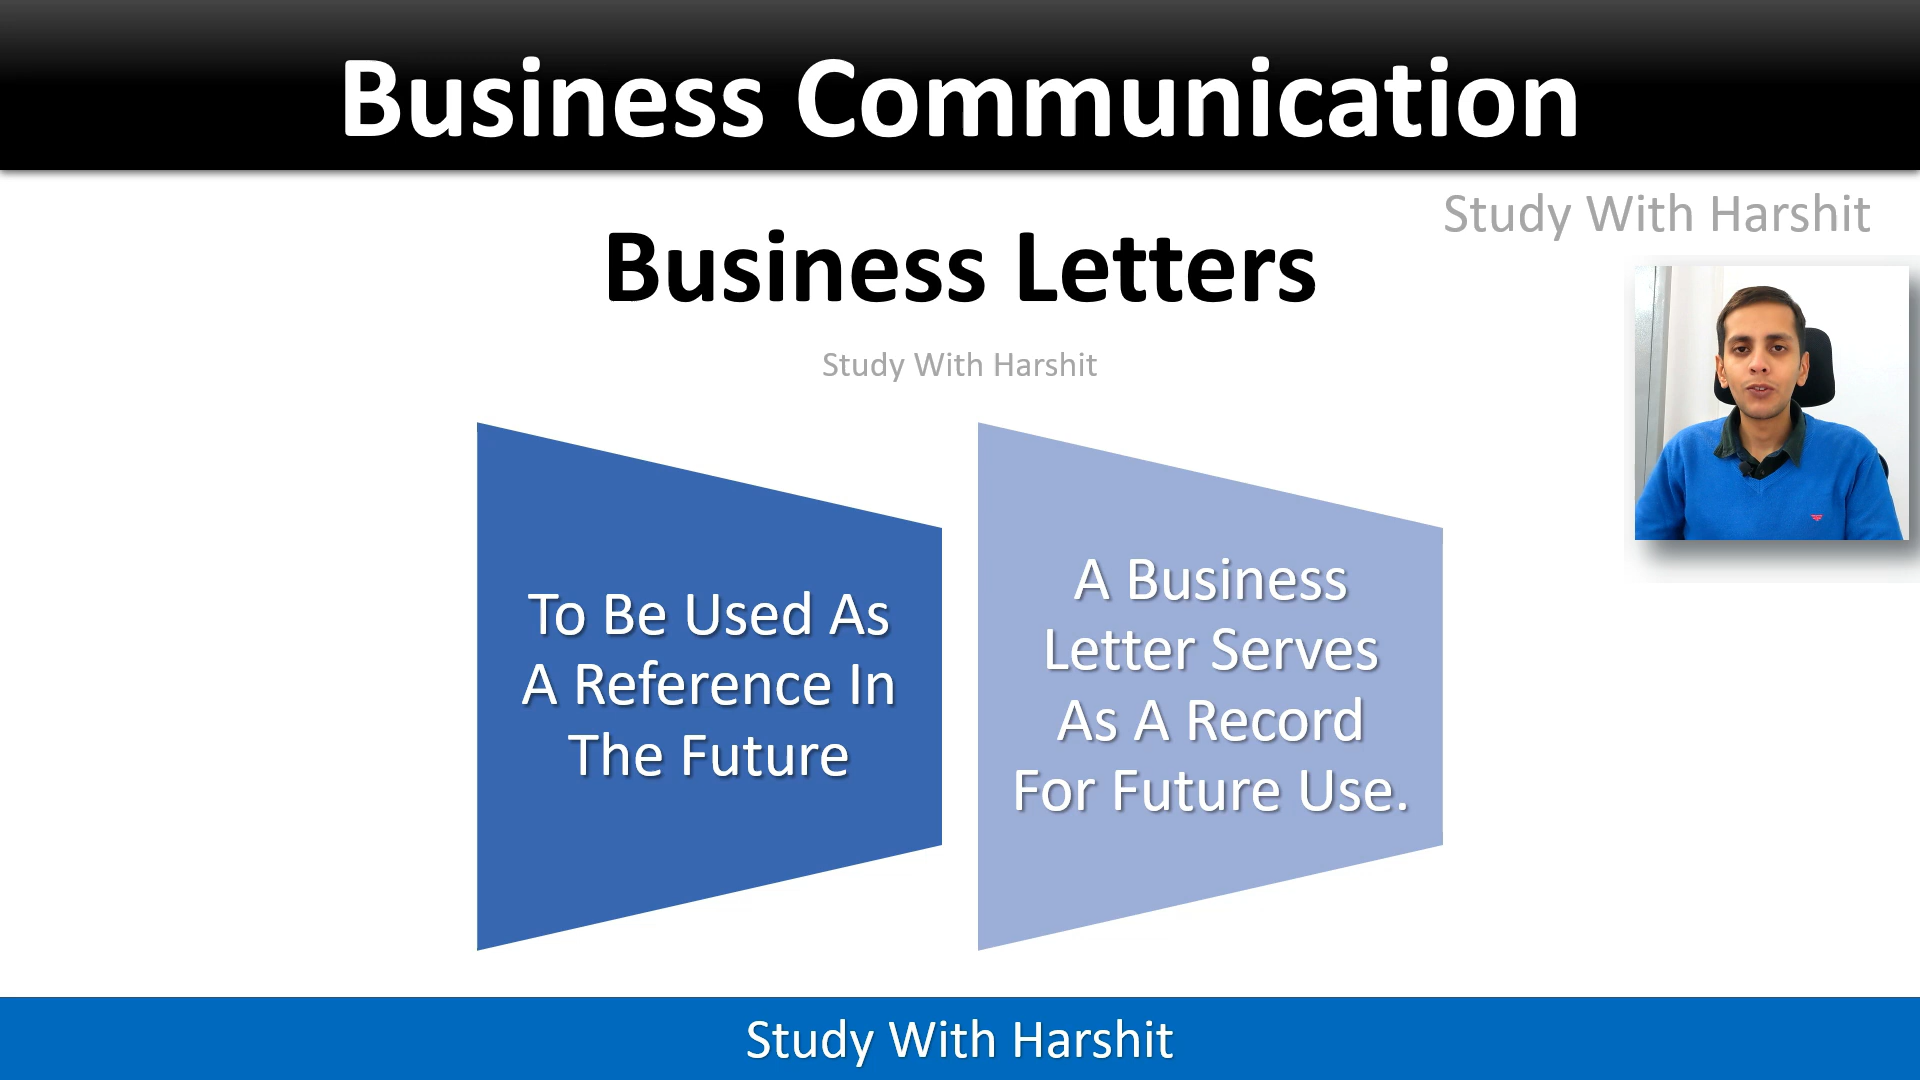 Business Communication
Study With Harshit
Business Letters
Study With Harshit
To Be Used As
A Reference In
The Future
A Business
Letter Serves
As A Record
For Future Use.
Study With Harshit